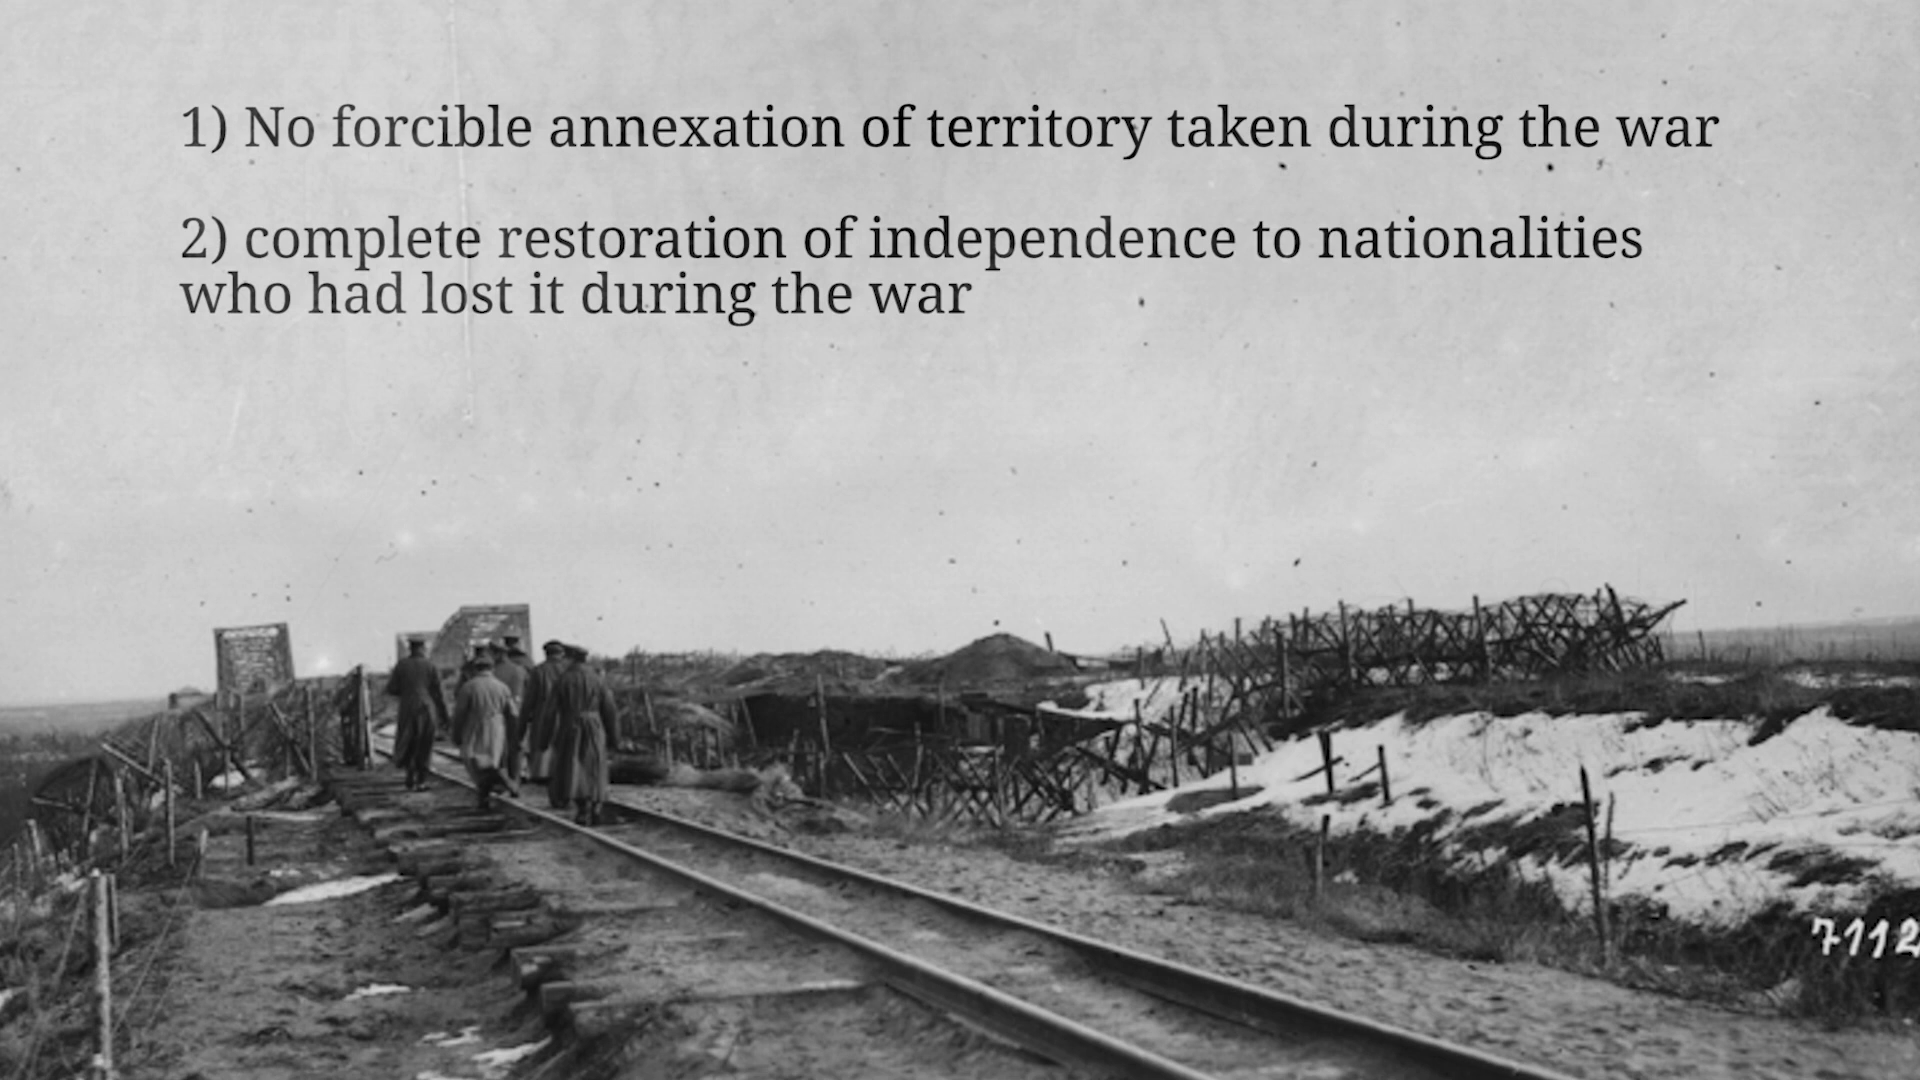 1) No forcible annexation of territory taken during the war
2) complete restoration of independence to nationalities
who had lost it during the war
7112